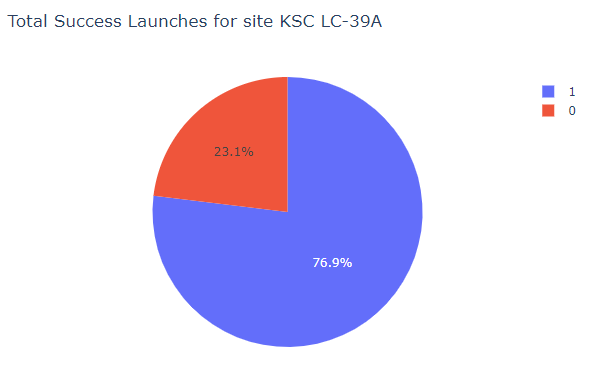 Total Success Launches for site KSC LC-39A
1
0
23.1%
76.9%